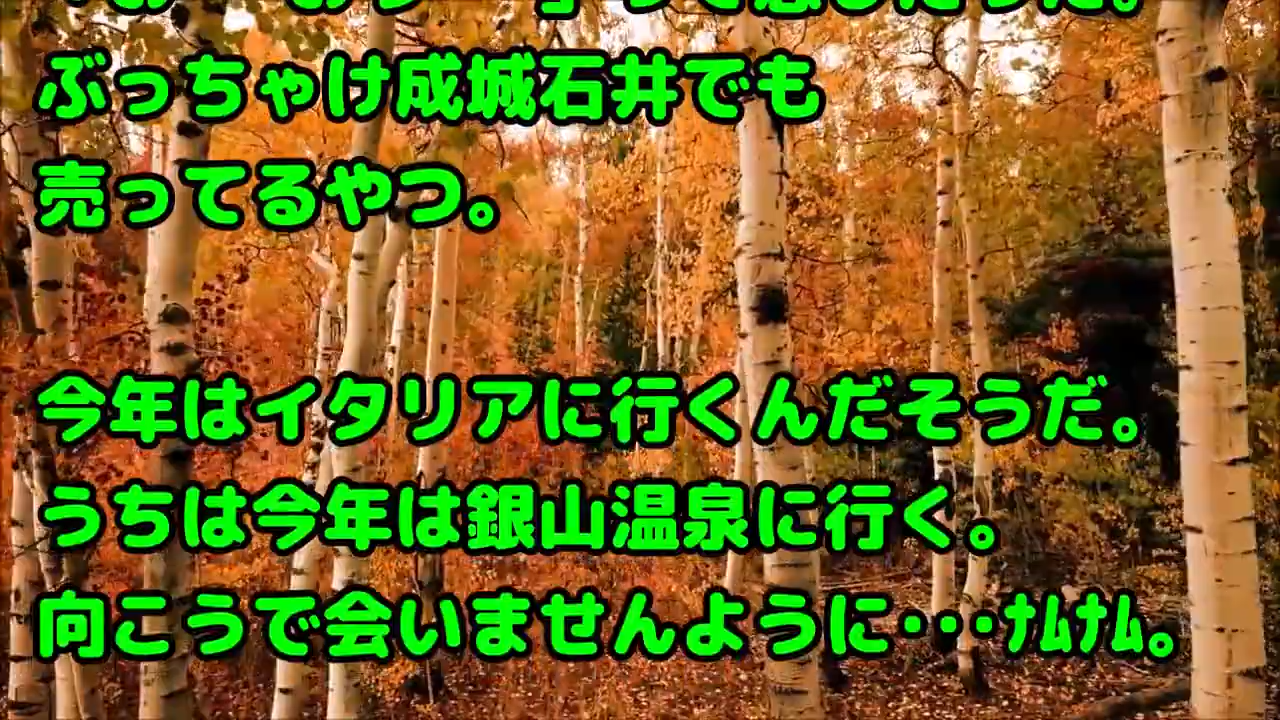 ぶっちゃけ成城石井でも
売ってるやつ。
今年はイタリアに行くんだそうだ。
うちは今年は銀山温泉に行く。
向こうで会いませんように･･･ﾅﾑﾅﾑ。